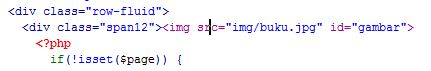 <div class="row-fluid">
<div class="span12"><img src="img/buku.jpg" id="gambar">
<?php
if(!isset($page)) {